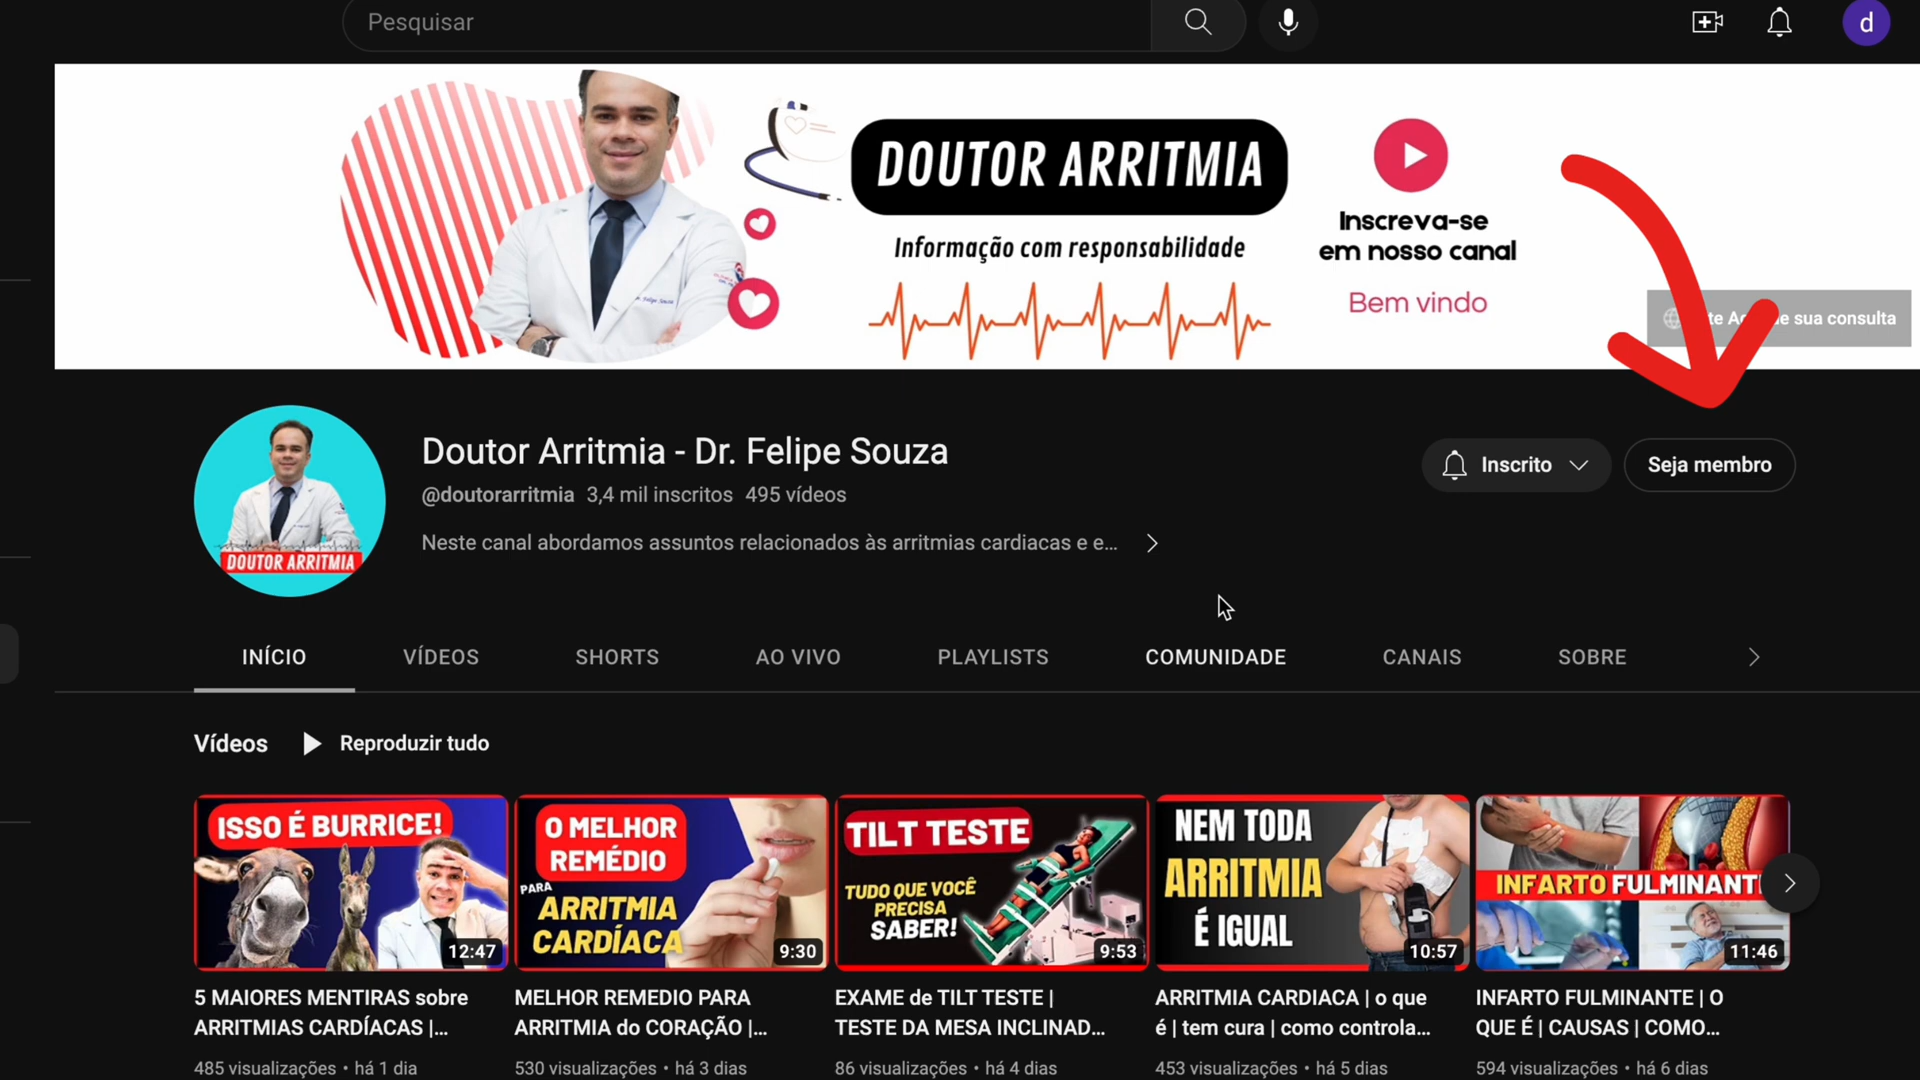 Pesquisar
d
DOUTOR ARRITMIA
Informação com responsabilidade
Inscreva-se
em nosso canal
Bem vindo
sua consulta
DOUTOR ARRITMIA
Doutor Arritmia - Dr. Felipe Souza
@doutorarritmia 3,4 mil inscritos 495 vídeos
Neste canal abordamos assuntos relacionados às arritmias cardiacas e e...
Inscrito
Seja membro
INÍCIO VÍDEOS SHORTS AO VIVO PLAYLISTS COMUNIDADE CANAIS SOBRE
Vídeos Reproduzir tudo
ISSO É BURRICE!
12:47
O MELHOR
REMÉDIO
PARA
ARRITMIA
CARDÍACA
9:30
TILT TESTE
TUDO QUE VOCÊ
PRECISA
SABER!
9:53
NEM TODA
ARRITMIA
É IGUAL
10:57
INFARTO FULMINANT
11:46
5 MAIORES MENTIRAS sobre
ARRITMIAS CARDÍACAS |...
485 visualizações • há 1 dia
MELHOR REMEDIO PARA
ARRITMIA do CORAÇÃO |...
530 visualizações • há 3 dias
EXAME de TILT TESTE |
TESTE DA MESA INCLINAD...
86 visualizações • há 4 dias
ARRITMIA CARDIACA | o que
é | tem cura | como controla...
453 visualizações • há 5 dias
INFARTO FULMINANTE | O
QUE É | CAUSAS | COMO...
594 visualizações • há 6 dias